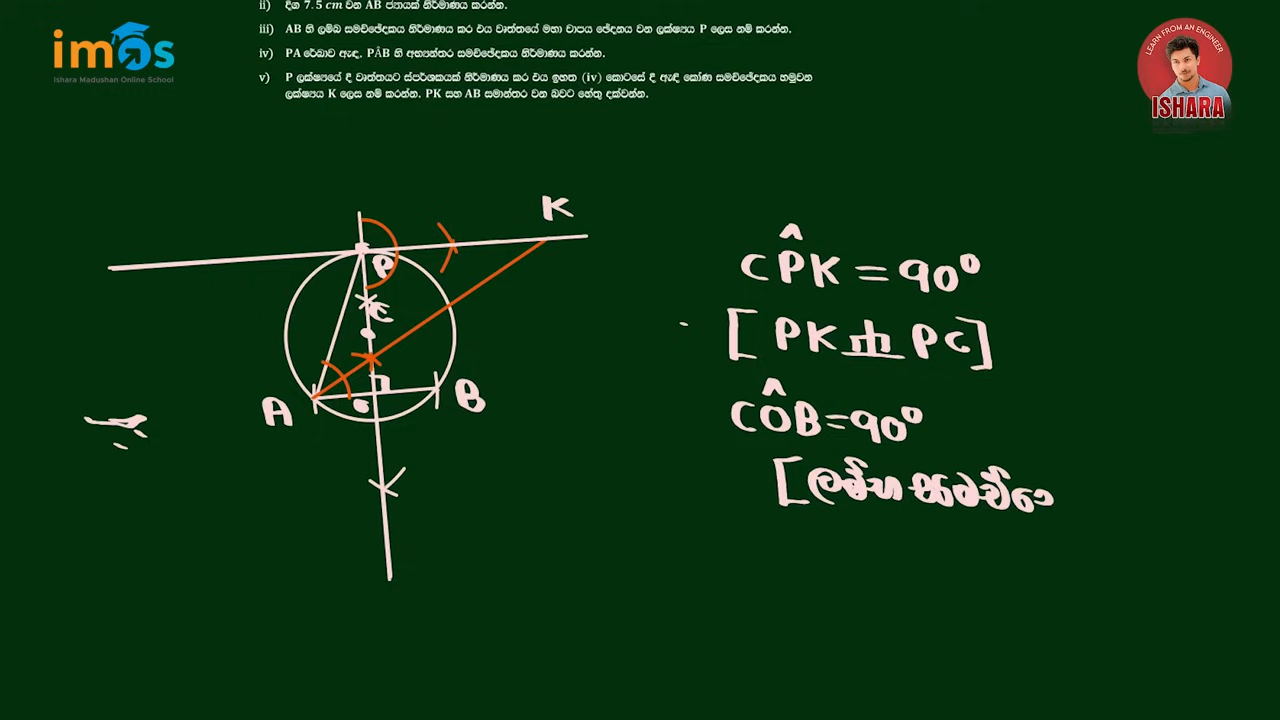 ii) දිග 7.5 cm වන AB ජ්‍යායක් නිර්මාණය කරන්න.
iii) AB හි ලම්බ සමච්ඡේදකය නිර්මාණය කර එය වෘත්තයේ මහා චාපය ඡේදනය වන ලක්ෂ්‍යය P ලෙස නම් කරන්න.
iv) PA රේඛාව ඇඳ, PÂB හි අභ්‍යන්තර සමච්ඡේදකය නිර්මාණය කරන්න.
v) P ලක්ෂ්‍යයේ දී වෘත්තයට ස්පර්ශකයක් නිර්මාණය කර එය ඉහත (iv) කොටසේ දී ඇඳි කෝණ සමච්ඡේදකය හමුවන
ලක්ෂ්‍යය K ලෙස නම් කරන්න. PK සහ AB සමාන්තර වන බවට හේතු දක්වන්න.
imos
Ishara Madushan Online School
LEARN FROM AN ENGINEER
ISHARA
K
P
C
A
O
B
CP̂K = 90°
[ PK ⊥ PC ]
CÔB = 90°
[ ලම්භ සමච්ඡේ